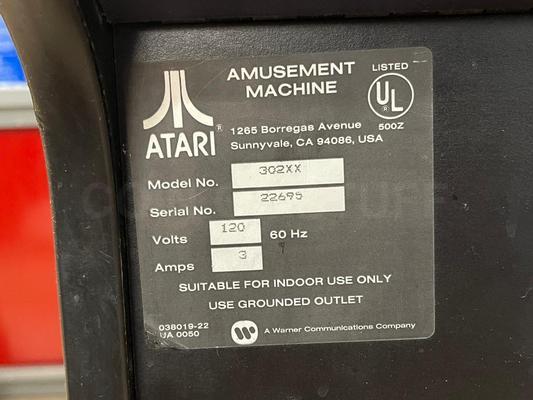 AMUSEMENT
MACHINE
LISTED
UL
®
500Z
ATARI®
1265 Borregas Avenue
Sunnyvale, CA 94086, USA
Model No. 302XX
Serial No. 22695
Volts 120 60 Hz
Amps 3
SUITABLE FOR INDOOR USE ONLY
USE GROUNDED OUTLET
038019-22
UA 0050
A Warner Communications Company